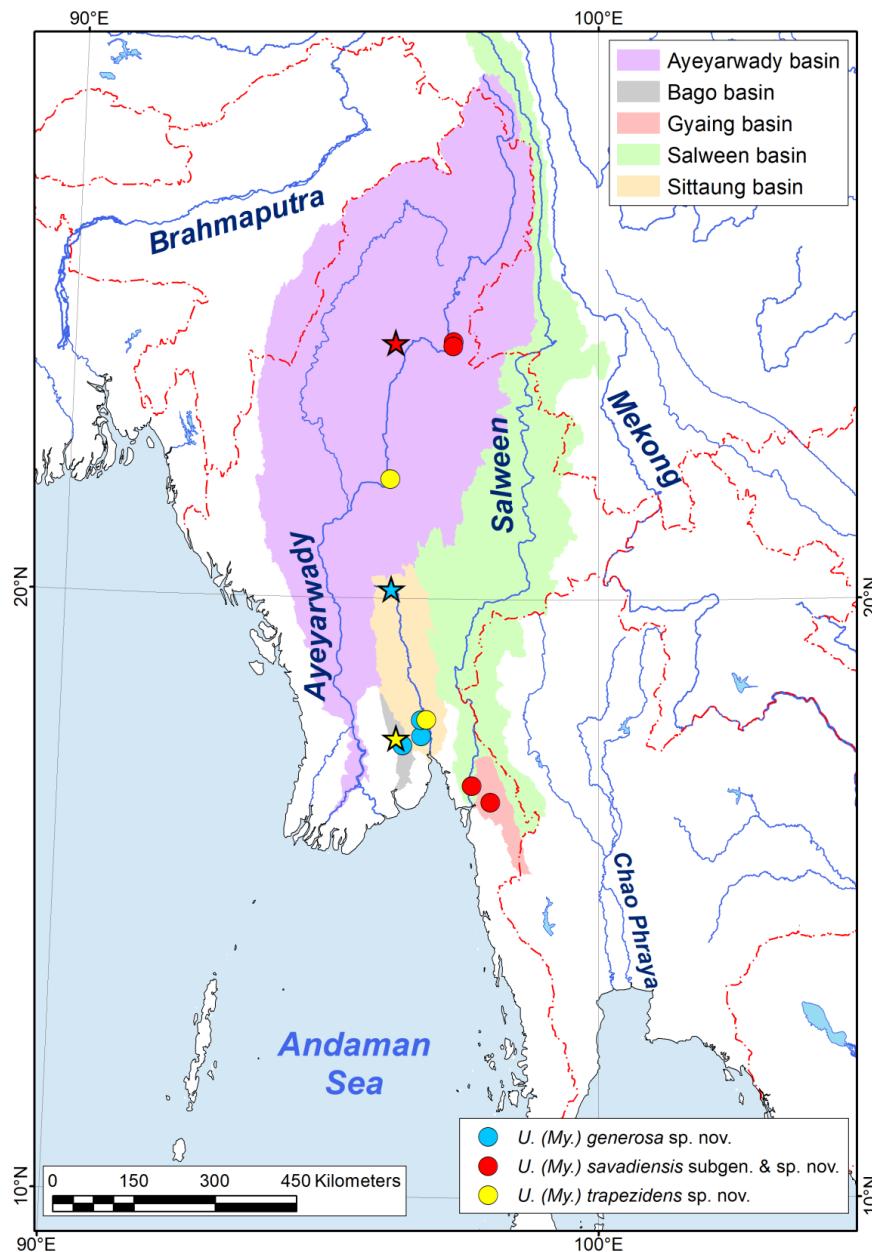 90°E
100°E
Ayeyarwady basin
Bago basin
Gyaing basin
Salween basin
Sittaung basin
Brahmaputra
Mekong
Salween
20°N
20°N
Ayeyarwady
Chao Phraya
Andaman
Sea
U. (My.) generosa sp. nov.
U. (My.) savadiensis subgen. & sp. nov.
U. (My.) trapezidens sp. nov.
0 150 300 450 Kilometers
10°N
10°N
90°E
100°E